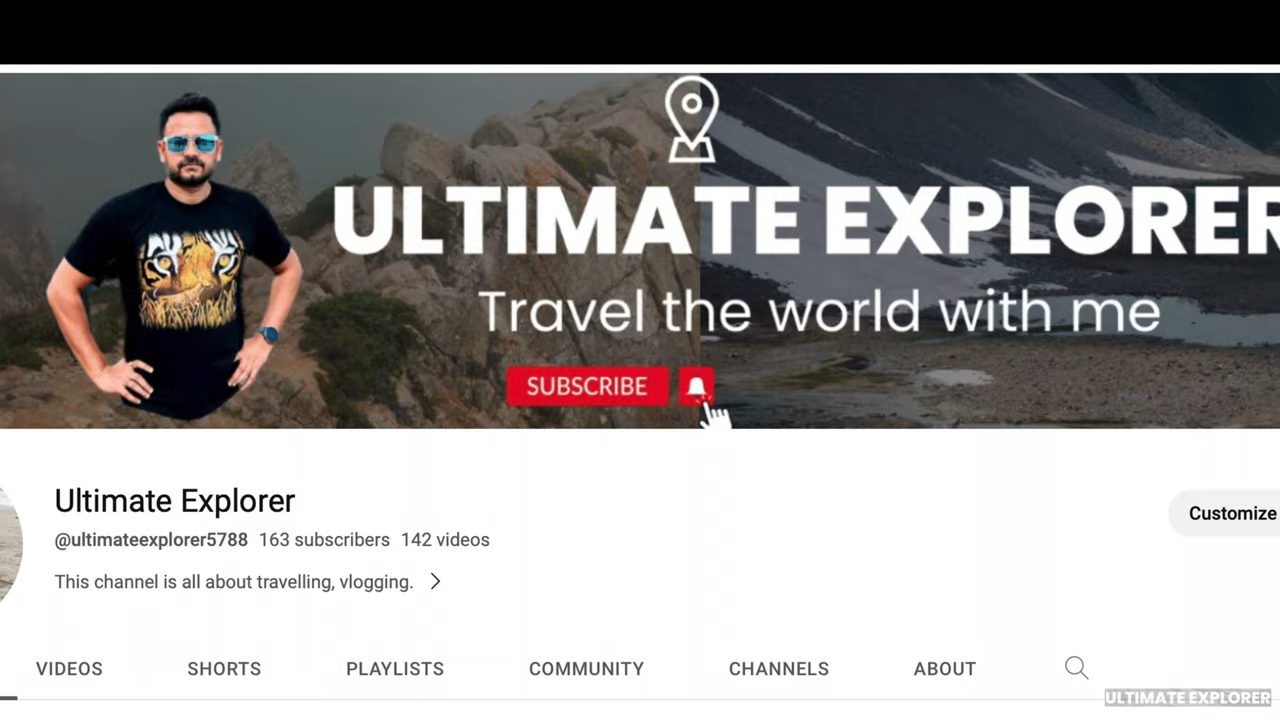 ULTIMATE EXPLORER
Travel the world with me
SUBSCRIBE
Ultimate Explorer
@ultimateexplorer5788 163 subscribers 142 videos
Customize
This channel is all about travelling, vlogging.
VIDEOS SHORTS PLAYLISTS COMMUNITY CHANNELS ABOUT
ULTIMATE EXPLORER